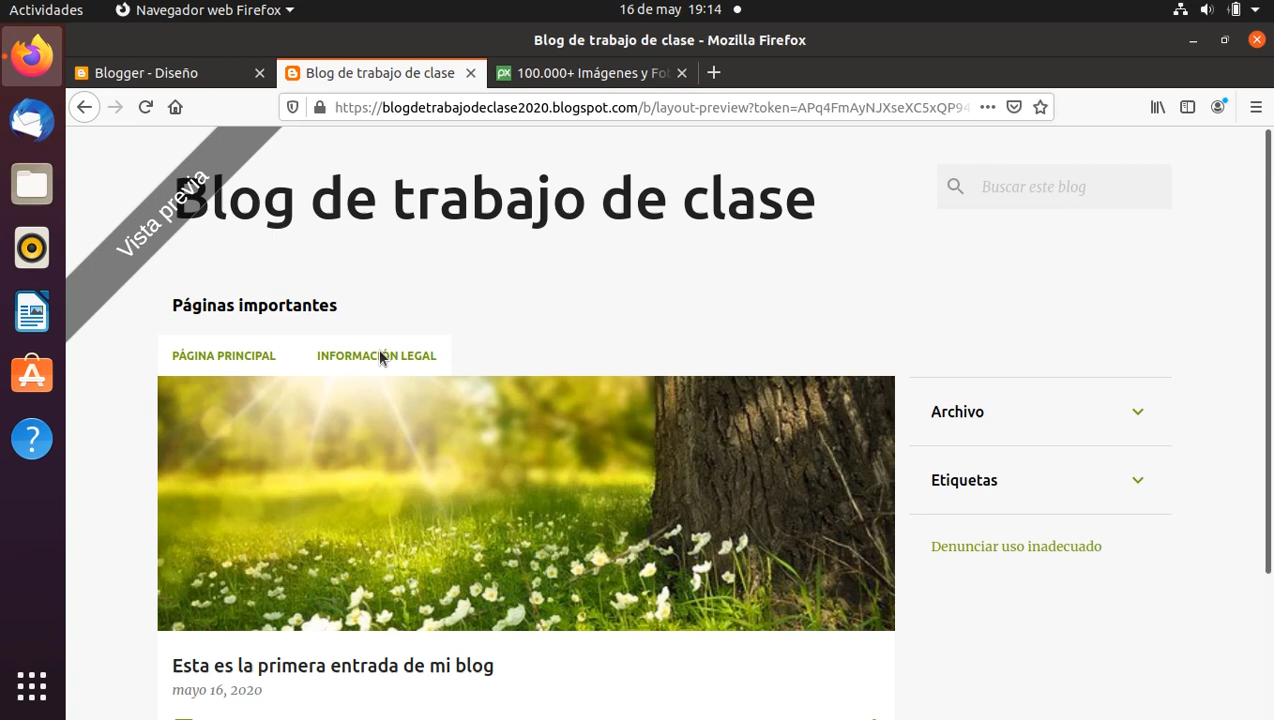 Actividades
Navegador web Firefox
16 de may 19:14
Blog de trabajo de clase - Mozilla Firefox
Blogger - Diseño
Blog de trabajo de clase
100.000+ Imágenes y Fot
https://blogdetrabajodeclase2020.blogspot.com/b/layout-preview?token=APq4FmAyNJXseXC5xQP94
Vista previa
Blog de trabajo de clase
Buscar este blog
Páginas importantes
PÁGINA PRINCIPAL
INFORMACIÓN LEGAL
Archivo
Etiquetas
Denunciar uso inadecuado
Esta es la primera entrada de mi blog
mayo 16, 2020